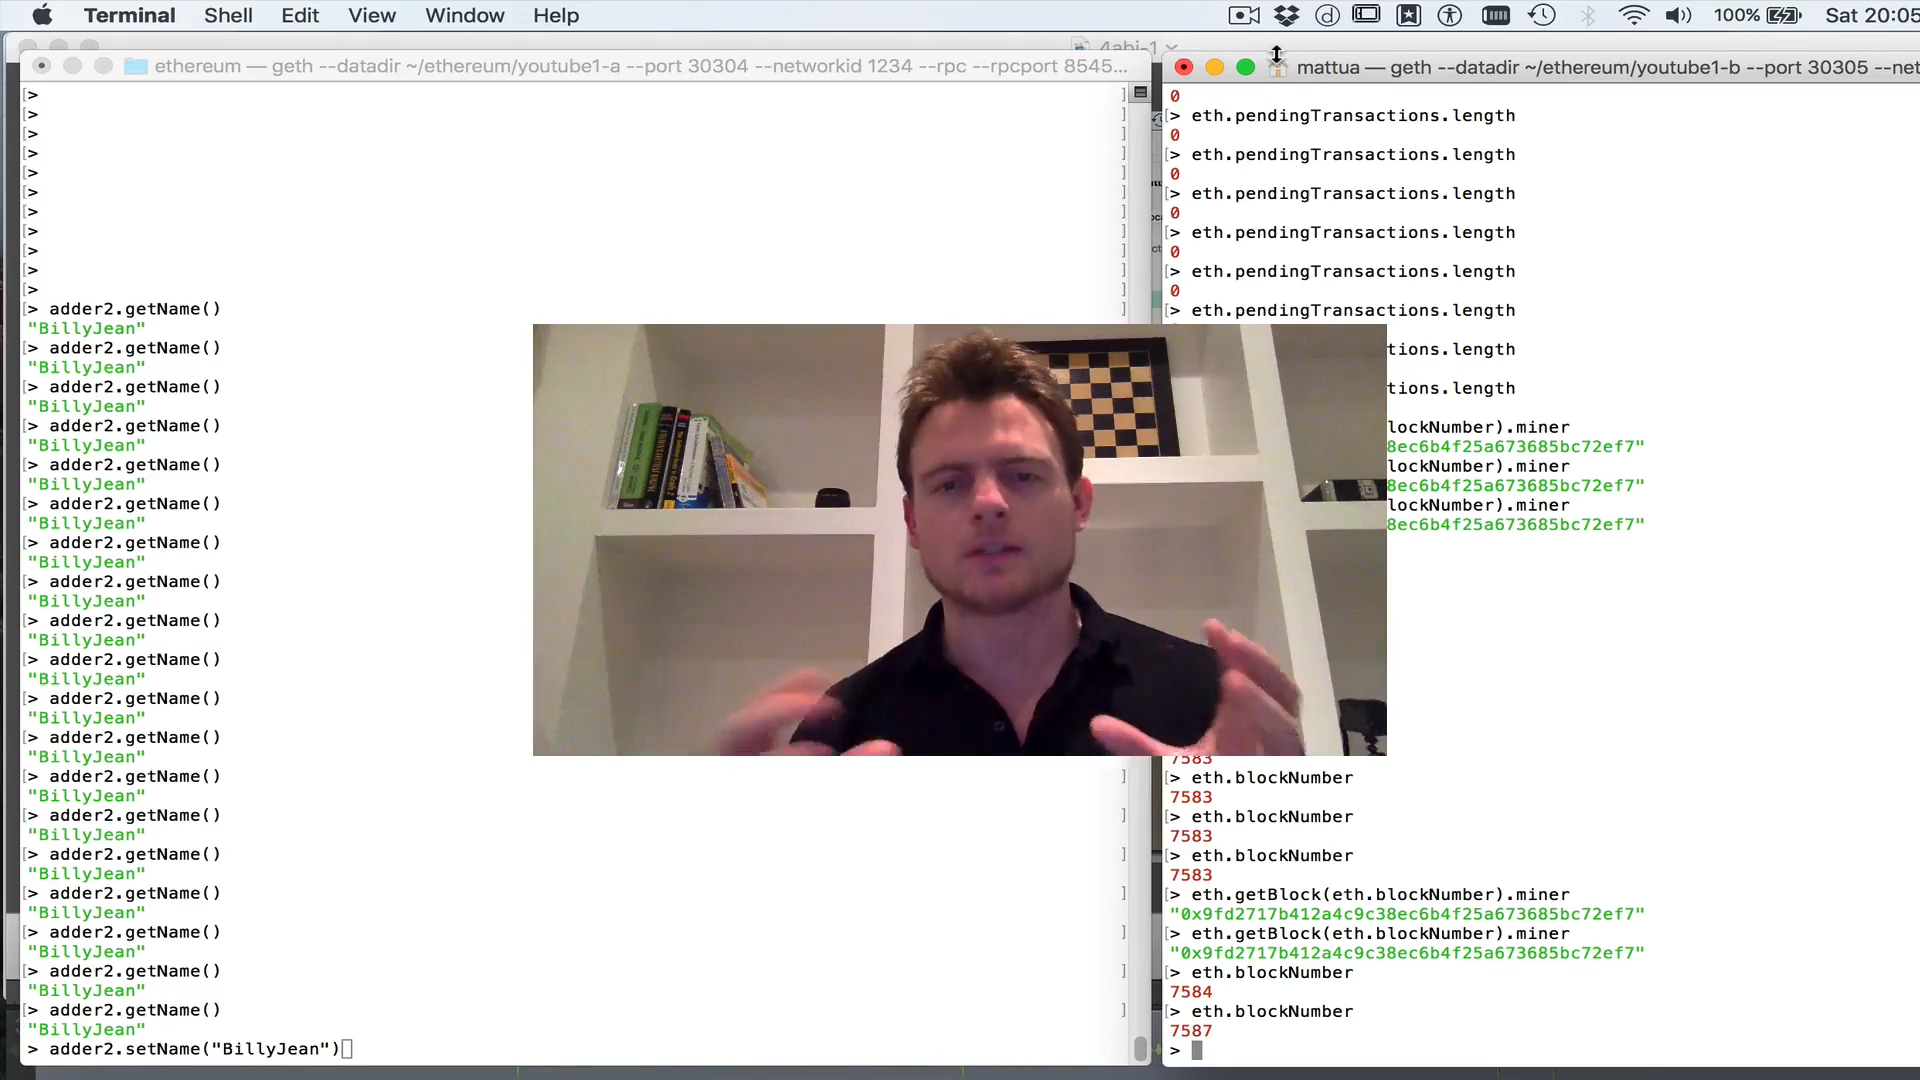 Terminal Shell Edit View Window Help 100% Sat 20:05
4abi-1
ethereum — geth --datadir ~/ethereum/youtube1-a --port 30304 --networkid 1234 --rpc --rpcport 8545...
[>
[>
[>
[>
[>
[>
[>
[>
[>
[>
[>
[> adder2.getName()
"BillyJean"
[> adder2.getName()
"BillyJean"
[> adder2.getName()
"BillyJean"
[> adder2.getName()
"BillyJean"
[> adder2.getName()
"BillyJean"
[> adder2.getName()
"BillyJean"
[> adder2.getName()
"BillyJean"
[> adder2.getName()
"BillyJean"
[> adder2.getName()
"BillyJean"
[> adder2.getName()
"BillyJean"
[> adder2.getName()
"BillyJean"
[> adder2.getName()
"BillyJean"
[> adder2.getName()
"BillyJean"
[> adder2.getName()
"BillyJean"
[> adder2.getName()
"BillyJean"
[> adder2.getName()
"BillyJean"
[> adder2.getName()
"BillyJean"
[> adder2.getName()
"BillyJean"
[> adder2.getName()
"BillyJean"
> adder2.setName("BillyJean")
mattua — geth --datadir ~/ethereum/youtube1-b --port 30305 --net
0
[> eth.pendingTransactions.length
0
[> eth.pendingTransactions.length
0
[> eth.pendingTransactions.length
0
[> eth.pendingTransactions.length
0
[> eth.pendingTransactions.length
0
[> eth.pendingTransactions.length
tions.length
tions.length
lockNumber).miner
8ec6b4f25a673685bc72ef7"
lockNumber).miner
8ec6b4f25a673685bc72ef7"
lockNumber).miner
8ec6b4f25a673685bc72ef7"
7583
[> eth.blockNumber
7583
[> eth.blockNumber
7583
[> eth.blockNumber
7583
[> eth.getBlock(eth.blockNumber).miner
"0x9fd2717b412a4c9c38ec6b4f25a673685bc72ef7"
[> eth.getBlock(eth.blockNumber).miner
"0x9fd2717b412a4c9c38ec6b4f25a673685bc72ef7"
[> eth.blockNumber
7584
[> eth.blockNumber
7587
>